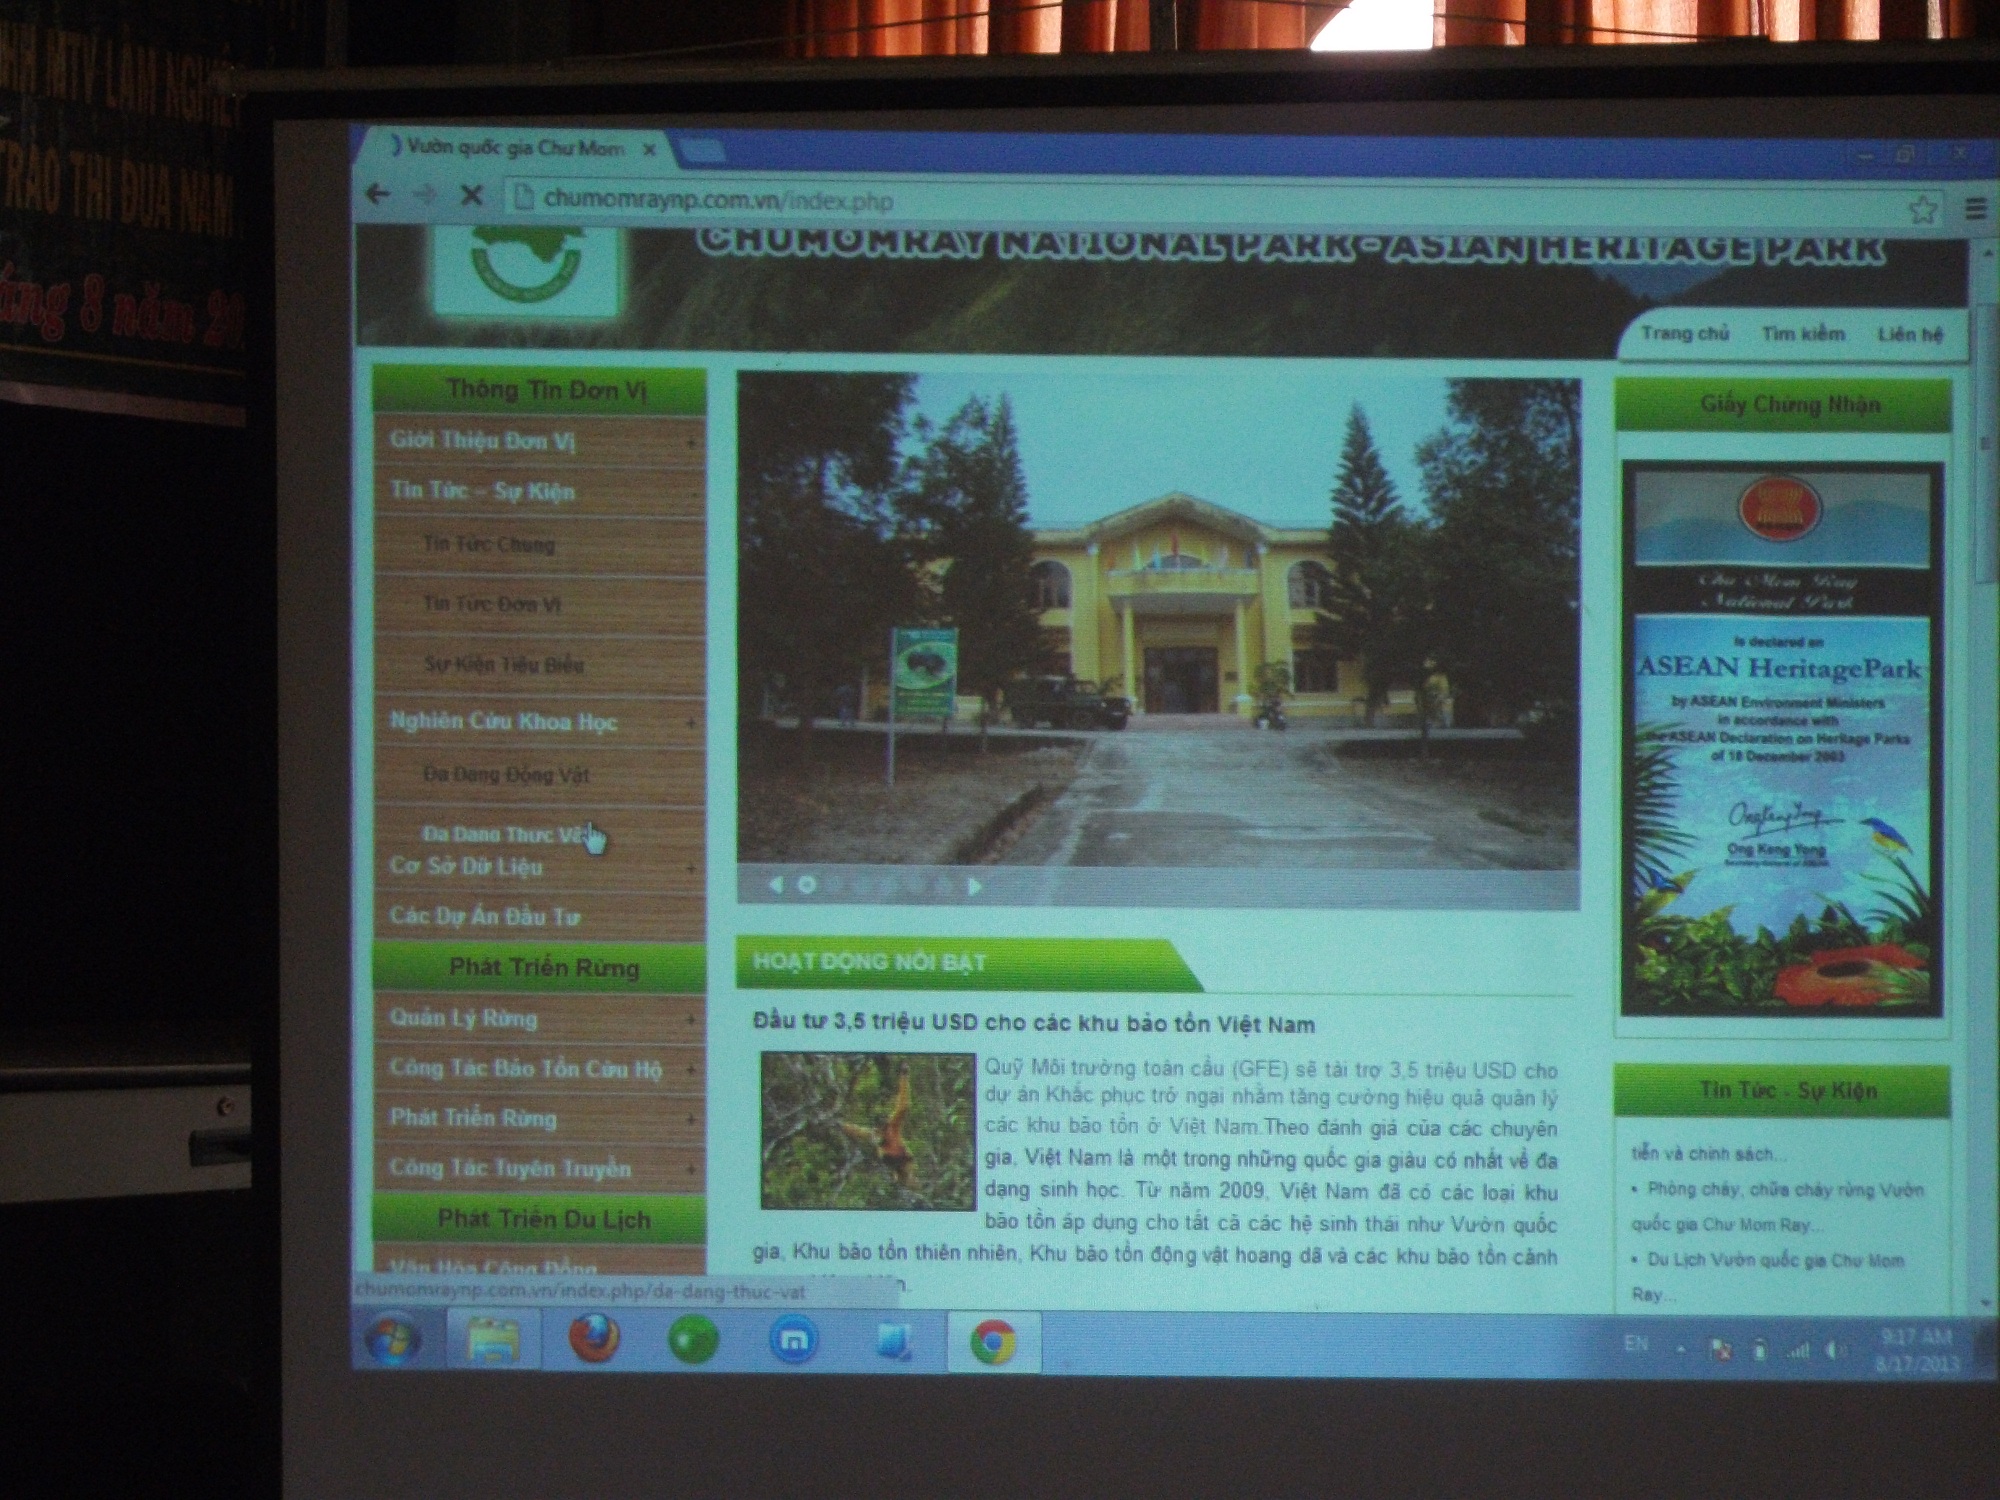 MTV LÂM NGHIỆP
TRAO THI ĐUA NĂM
8 năm 20
Vườn quốc gia Chư Mom
chumomraynp.com.vn/index.php
CHUMOMRAY NATIONAL PARK - ASIAN HERITAGE PARK
Trang chủ Tìm kiếm Liên hệ
Thông Tin Đơn Vị
Giới Thiệu Đơn Vị +
Tin Tức – Sự Kiện
Tin Tức Chung
Tin Tức Đơn Vị
Sự Kiện Tiêu Biểu
Nghiên Cứu Khoa Học +
Đa Dạng Động Vật
Đa Dạng Thực Vật
Cơ Sở Dữ Liệu +
Các Dự Án Đầu Tư
Phát Triển Rừng
Quản Lý Rừng +
Công Tác Bảo Tồn Cứu Hộ +
Phát Triển Rừng +
Công Tác Tuyên Truyền +
Phát Triển Du Lịch
Văn Hóa Cộng Đồng
HOẠT ĐỘNG NỔI BẬT
Đầu tư 3,5 triệu USD cho các khu bảo tồn Việt Nam
Quỹ Môi trường toàn cầu (GFE) sẽ tài trợ 3,5 triệu USD cho
dự án Khắc phục trở ngại nhằm tăng cường hiệu quả quản lý
các khu bảo tồn ở Việt Nam.Theo đánh giá của các chuyên
gia, Việt Nam là một trong những quốc gia giàu có nhất về đa
dạng sinh học. Từ năm 2009, Việt Nam đã có các loại khu
bảo tồn áp dụng cho tất cả các hệ sinh thái như Vườn quốc
gia, Khu bảo tồn thiên nhiên, Khu bảo tồn động vật hoang dã và các khu bảo tồn cảnh
Giấy Chứng Nhận
Chu Mom Ray
National Park
is declared an
ASEAN HeritagePark
by ASEAN Environment Ministers
in accordance with
the ASEAN Declaration on Heritage Parks
of 18 December 2003
Ong Keng Yong
Tin Tức - Sự Kiện
tiễn và chính sách...
• Phòng cháy, chữa cháy rừng Vườn
quốc gia Chư Mom Ray...
• Du Lịch Vườn quốc gia Chư Mom
Ray...
chumomraynp.com.vn/index.php/da-dang-thuc-vat
EN
9:17 AM
8/17/2013